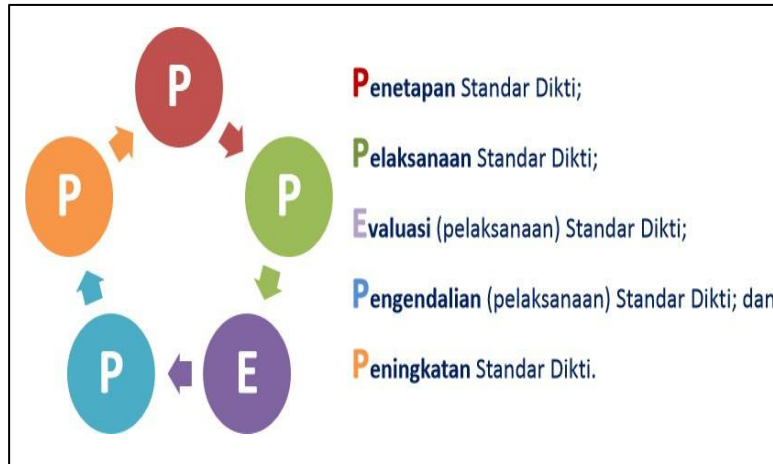 P
P
P
P
E
Penetapan Standar Dikti;
Pelaksanaan Standar Dikti;
Evaluasi (pelaksanaan) Standar Dikti;
Pengendalian (pelaksanaan) Standar Dikti; dan
Peningkatan Standar Dikti.